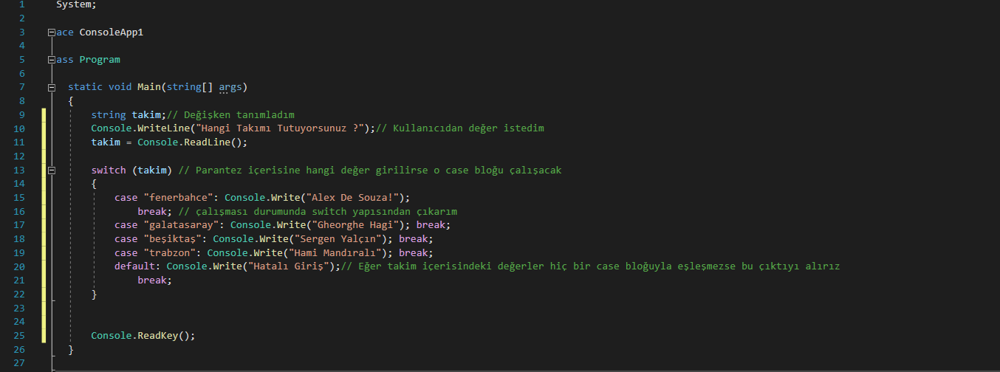 1 System;
2
3 ace ConsoleApp1
4
5 ass Program
6
7 static void Main(string[] args)
8 {
9 string takim;// Değişken tanımladım
10 Console.WriteLine("Hangi Takımı Tutuyorsunuz ?");// Kullanıcıdan değer istedim
11 takim = Console.ReadLine();
12
13 switch (takim) // Parantez içerisine hangi değer girilirse o case bloğu çalışacak
14 {
15 case "fenerbahce": Console.Write("Alex De Souza!");
16 break; // çalışması durumunda switch yapısından çıkarım
17 case "galatasaray": Console.Write("Gheorghe Hagi"); break;
18 case "beşiktaş": Console.Write("Sergen Yalçın"); break;
19 case "trabzon": Console.Write("Hami Mandıralı"); break;
20 default: Console.Write("Hatalı Giriş");// Eğer takim içerisindeki değerler hiç bir case bloğuyla eşleşmezse bu çıktıyı alırız
21 break;
22 }
23
24
25 Console.ReadKey();
26 }
27